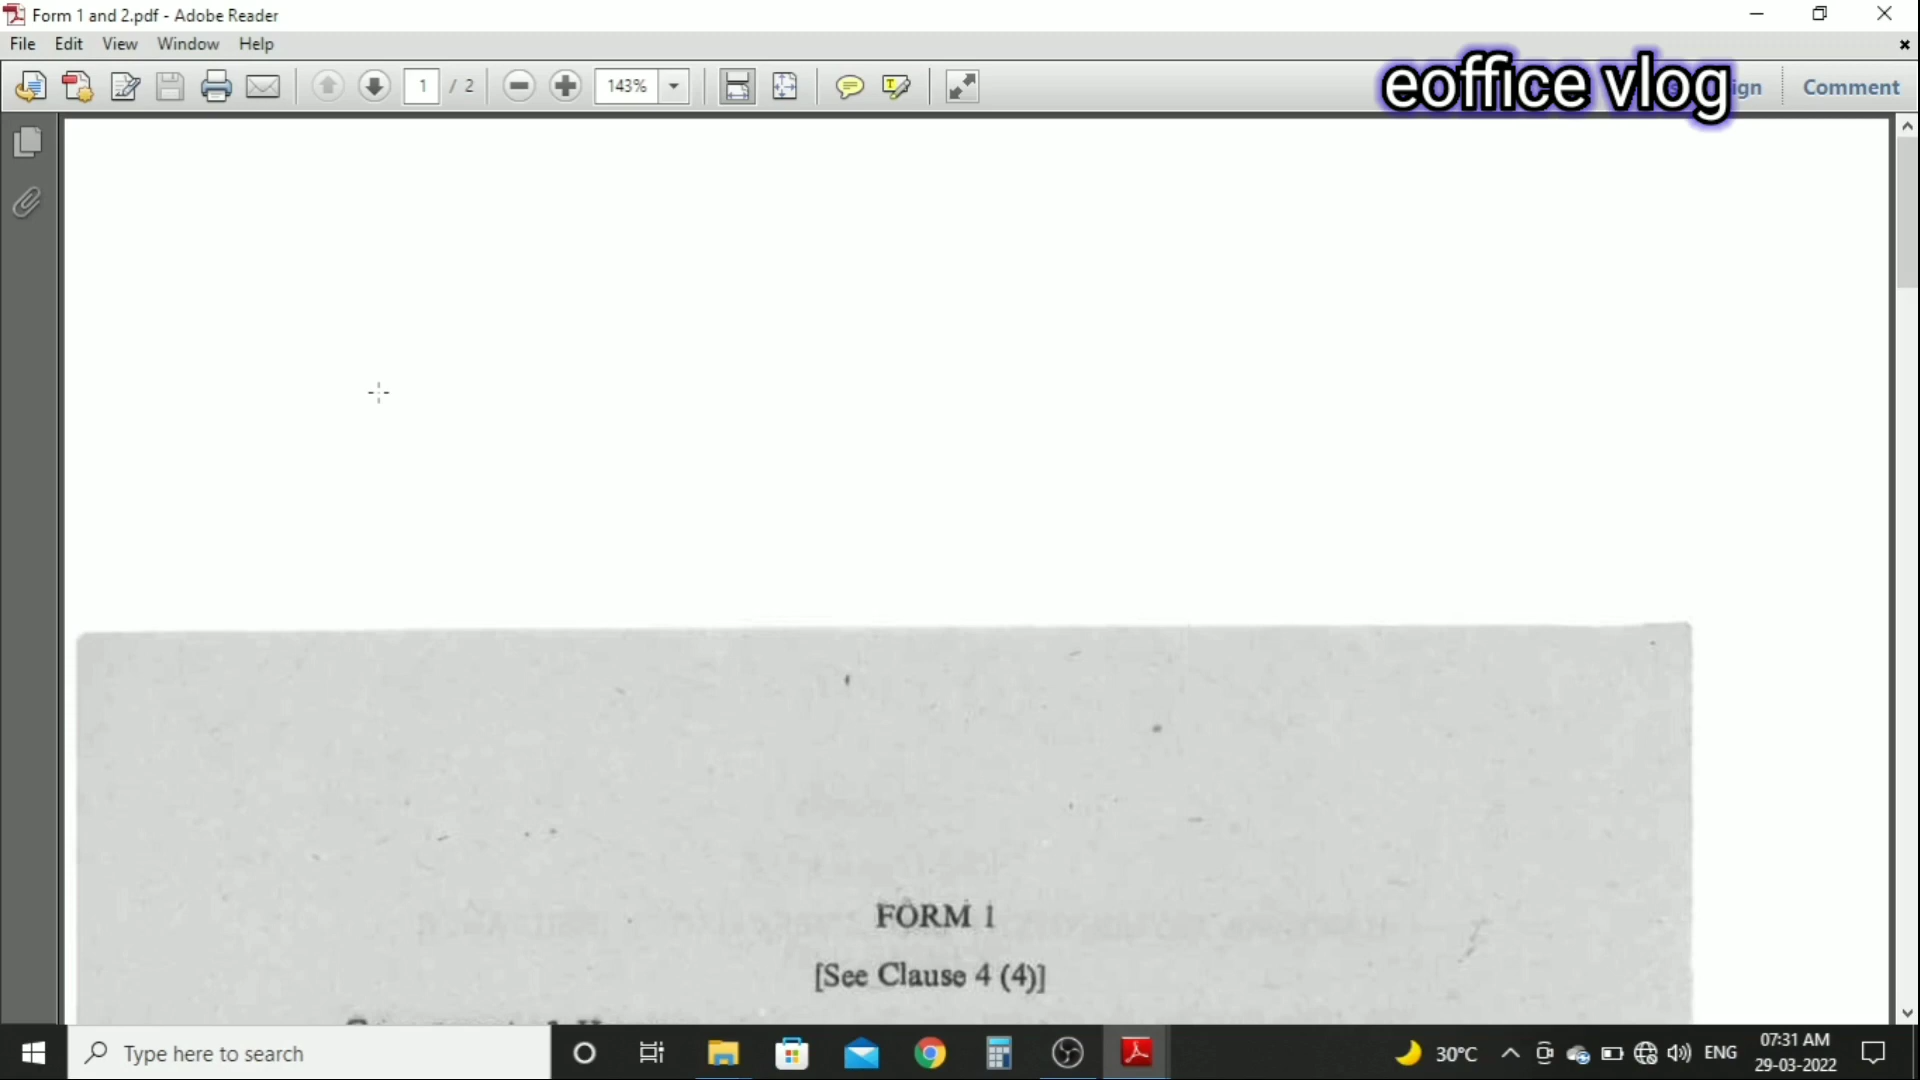 Form 1 and 2.pdf - Adobe Reader
File Edit View Window Help
1 / 2 143% eoffice vlog ign Comment
FORM 1
[See Clause 4 (4)]
Type here to search
30°C ENG 07:31 AM
29-03-2022